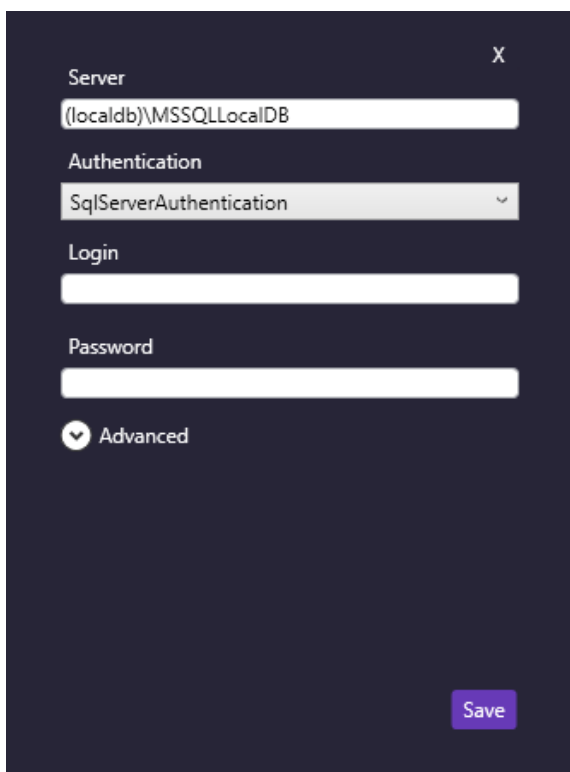 X
Server
(localdb)\MSSQLLocalDB
Authentication
SqlServerAuthentication
Login
Password
Advanced
Save